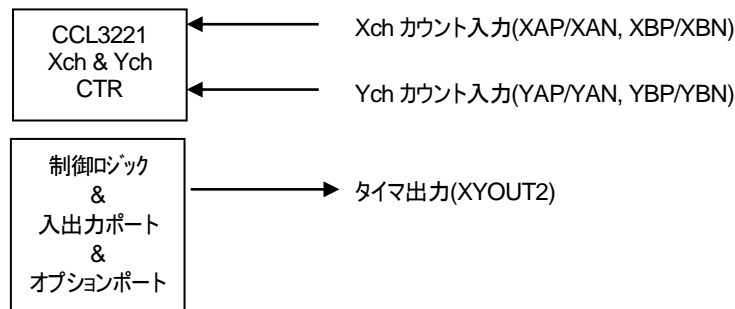 CCL3221
Xch & Ych
CTR
Xch カウント入力(XAP/XAN, XBP/XBN)
Ych カウント入力(YAP/YAN, YBP/YBN)
制御ロジック
&
入出力ポート
&
オプションポート
タイマ出力(XYOUT2)